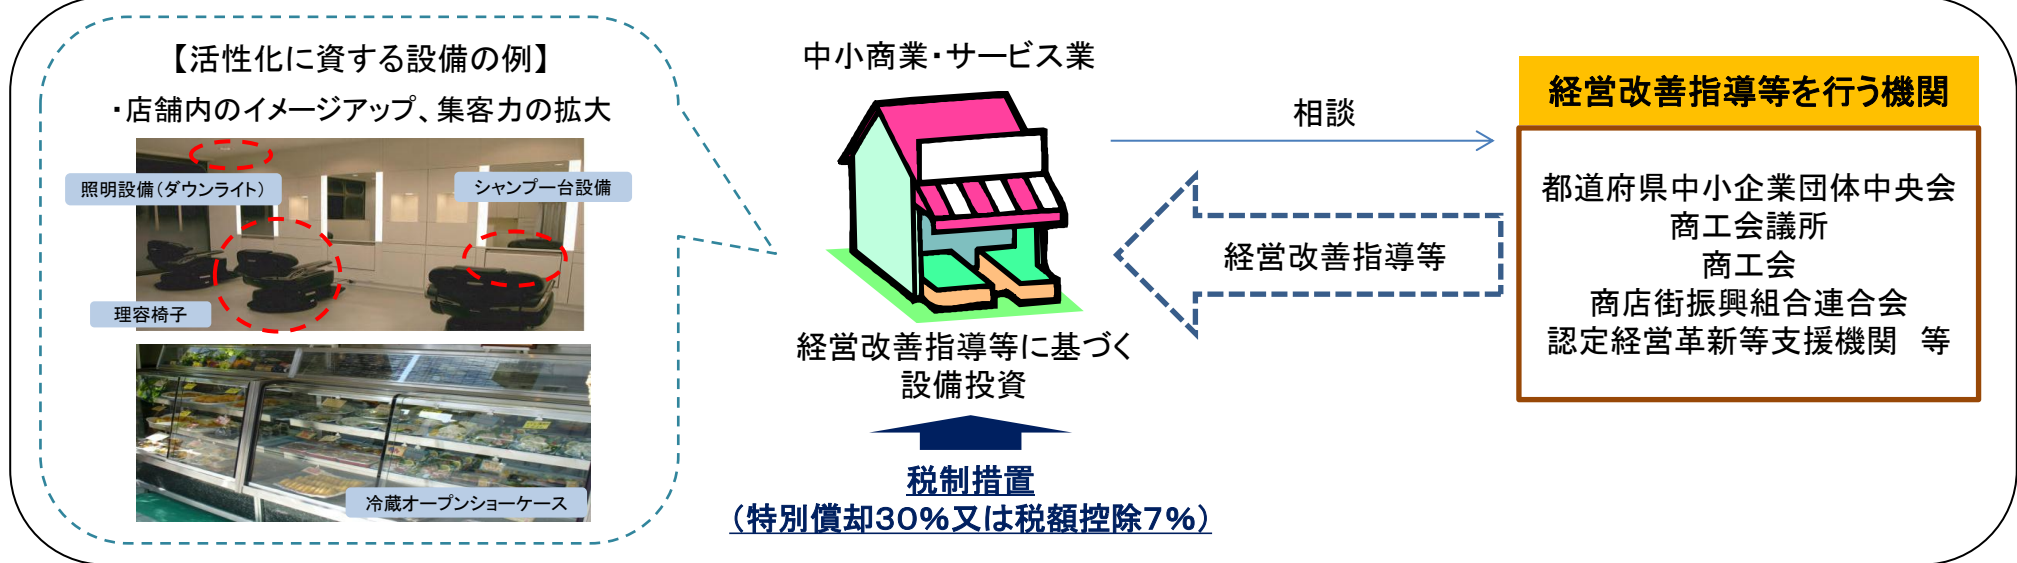 【活性化に資する設備の例】
・店舗内のイメージアップ、集客力の拡大
照明設備(ダウンライト)
シャンプー台設備
理容椅子
冷蔵オープンショーケース
中小商業・サービス業
経営改善指導等に基づく
設備投資
税制措置
(特別償却30%又は税額控除7%)
相談
経営改善指導等
経営改善指導等を行う機関
都道府県中小企業団体中央会
商工会議所
商工会
商店街振興組合連合会
認定経営革新等支援機関 等